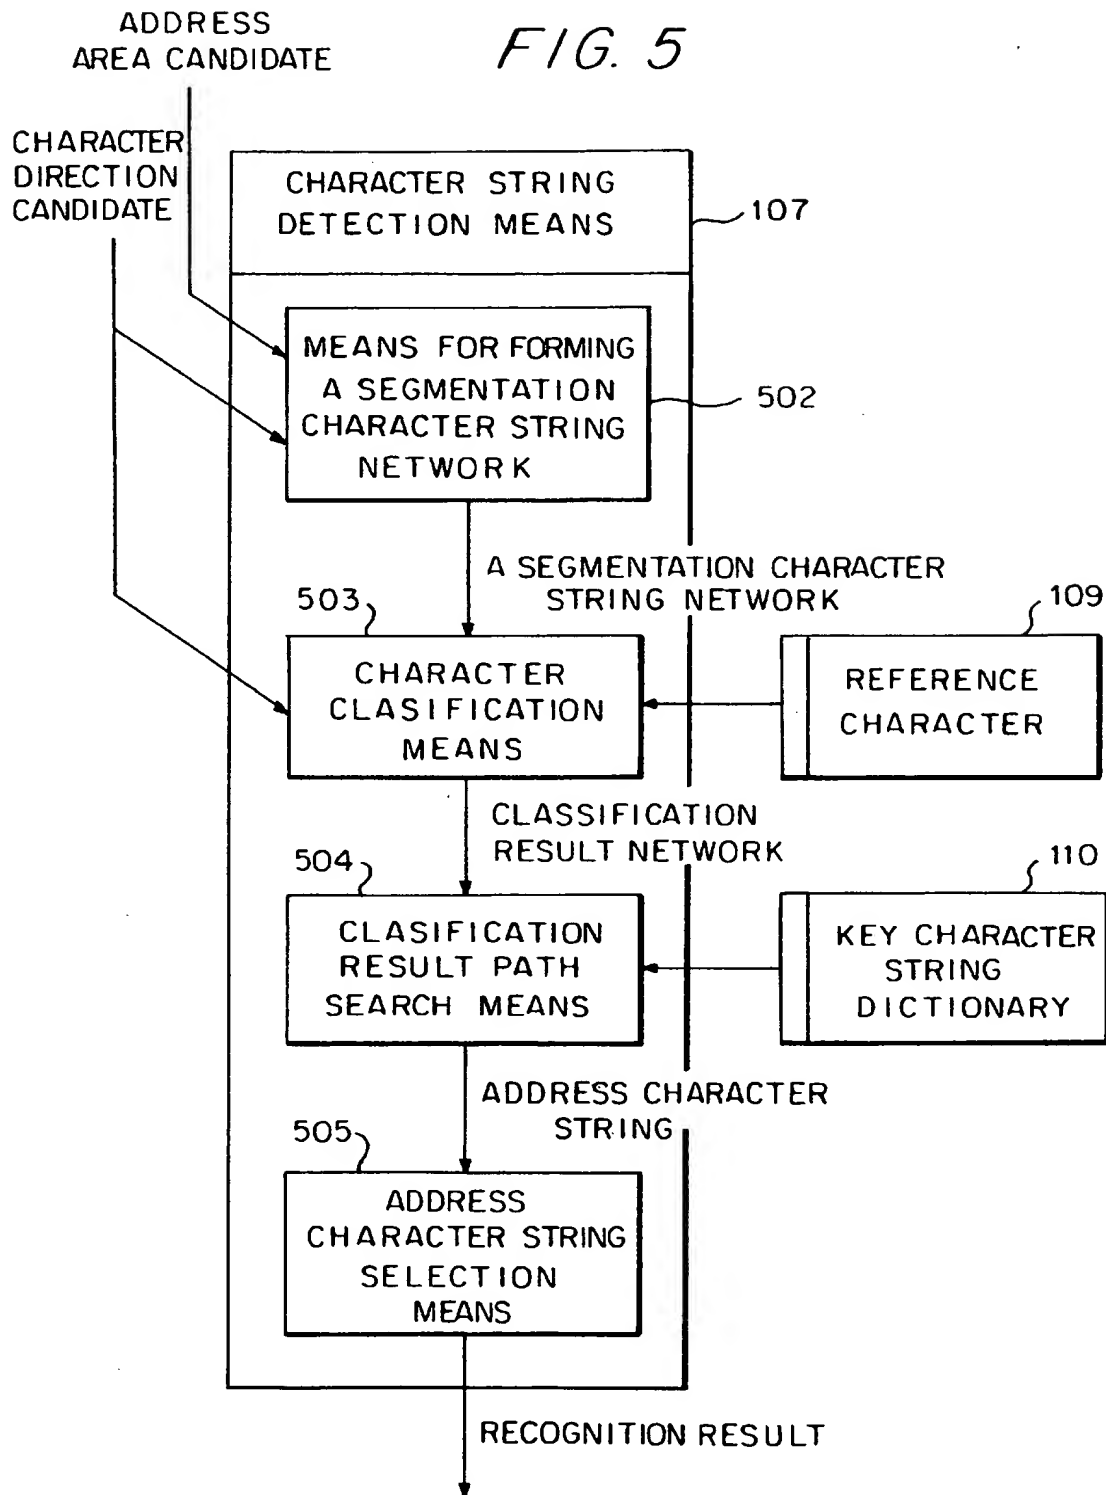 FIG. 5
ADDRESS
AREA CANDIDATE
CHARACTER
DIRECTION
CANDIDATE
CHARACTER STRING
DETECTION MEANS
107
MEANS FOR FORMING
A SEGMENTATION
CHARACTER STRING
NETWORK
502
A SEGMENTATION CHARACTER
STRING NETWORK
503
CHARACTER
CLASIFICATION
MEANS
109
REFERENCE
CHARACTER
CLASSIFICATION
RESULT NETWORK
504
CLASIFICATION
RESULT PATH
SEARCH MEANS
110
KEY CHARACTER
STRING
DICTIONARY
ADDRESS CHARACTER
STRING
505
ADDRESS
CHARACTER STRING
SELECTION
MEANS
RECOGNITION RESULT